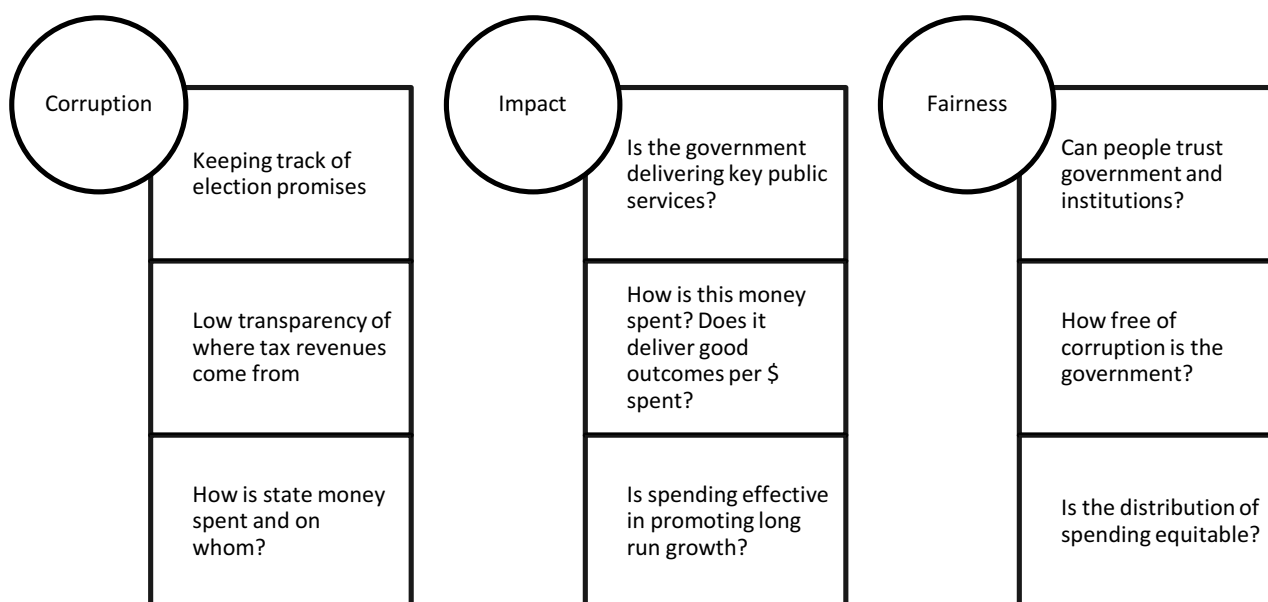 Corruption
Keeping track of
election promises
Low transparency of
where tax revenues
come from
How is state money
spent and on
whom?
Impact
Is the government
delivering key public
services?
How is this money
spent? Does it
deliver good
outcomes per $
spent?
Is spending effective
in promoting long
run growth?
Fairness
Can people trust
government and
institutions?
How free of
corruption is the
government?
Is the distribution of
spending equitable?